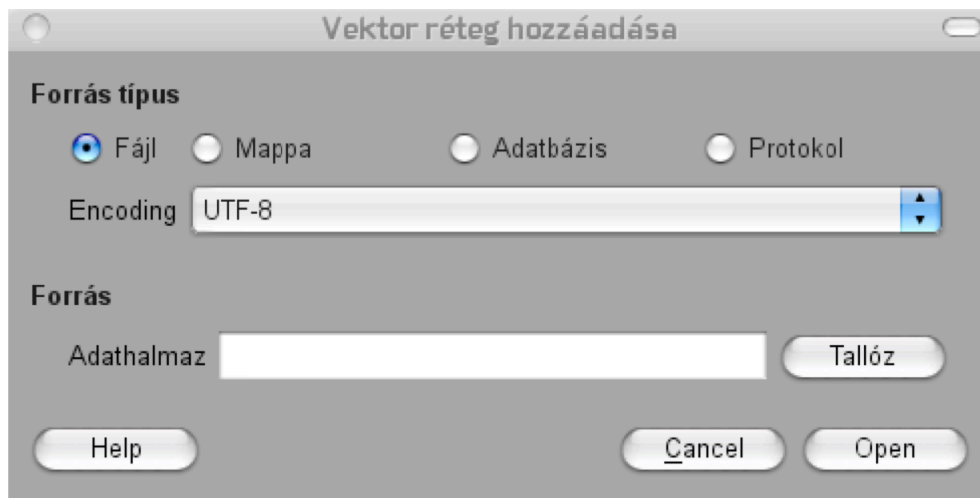 Vektor réteg hozzáadása
Forrás típus
Fájl Mappa Adatbázis Protokol
Encoding UTF-8
Forrás
Adathalmaz Tallóz
Help Cancel Open